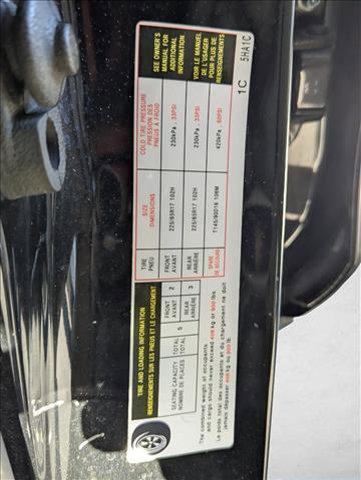 TIRE AND LOADING INFORMATION
RENSEIGNEMENTS SUR LES PNEUS ET LE CHARGEMENT
SEATING CAPACITY TOTAL 5 FRONT 2 REAR 3
NOMBRE DE PLACES TOTAL AVANT ARRIÈRE
The combined weight of occupants
and cargo should never exceed 408 kg or 900 lbs
Le poids total des occupants et du chargement ne doit
jamais dépasser 408 kg ou 900 lb.
TIRE SIZE COLD TIRE PRESSURE
PNEU DIMENSIONS PRESSION DES
PNEUS A FROID
FRONT
AVANT 225/65R17 102H 230kPa , 33PSI
REAR
ARRIÈRE 225/65R17 102H 230kPa , 33PSI
SPARE
DE SECOURS T145/90D16 106M 420kPa , 60PSI
SEE OWNER'S
MANUAL FOR
ADDITIONAL
INFORMATION
VOIR LE MANUEL
DE L'USAGER
POUR PLUS DE
RENSEIGNEMENTS
1C 5HA1C